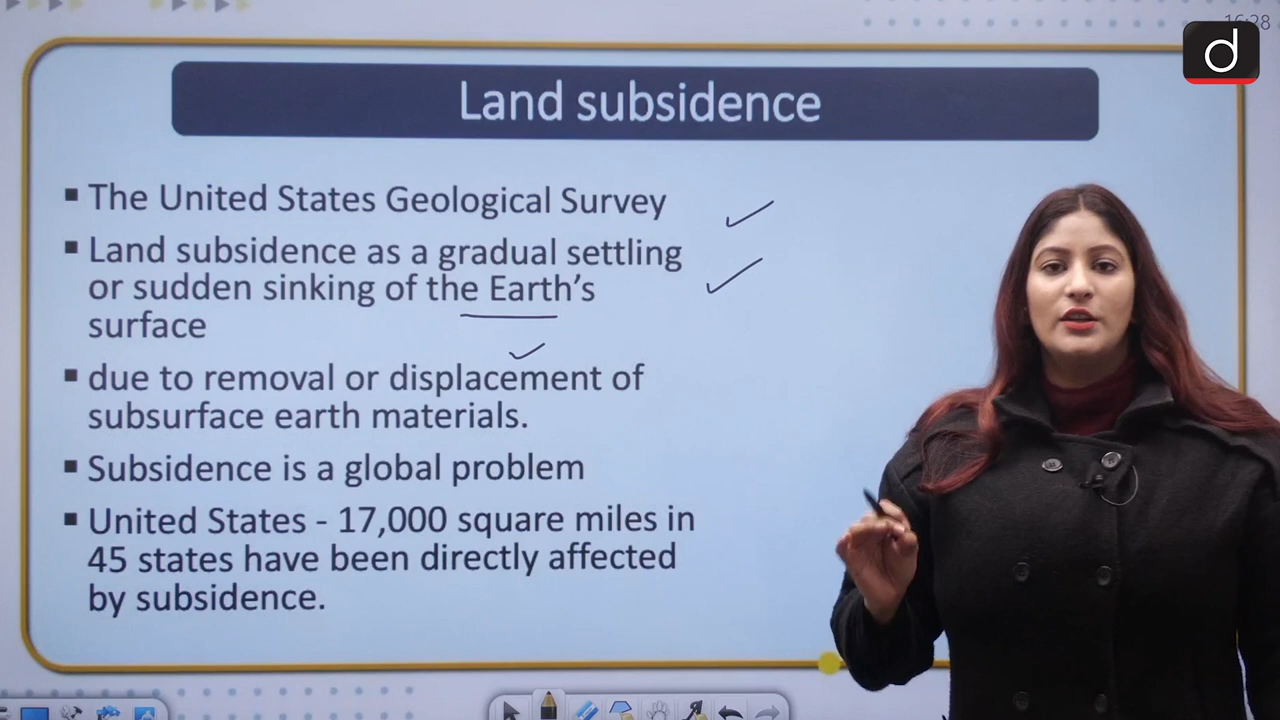 16:28
d
Land subsidence
▪ The United States Geological Survey
▪ Land subsidence as a gradual settling
or sudden sinking of the Earth's
surface
▪ due to removal or displacement of
subsurface earth materials.
▪ Subsidence is a global problem
▪ United States - 17,000 square miles in
45 states have been directly affected
by subsidence.